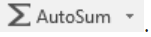 Σ AutoSum .